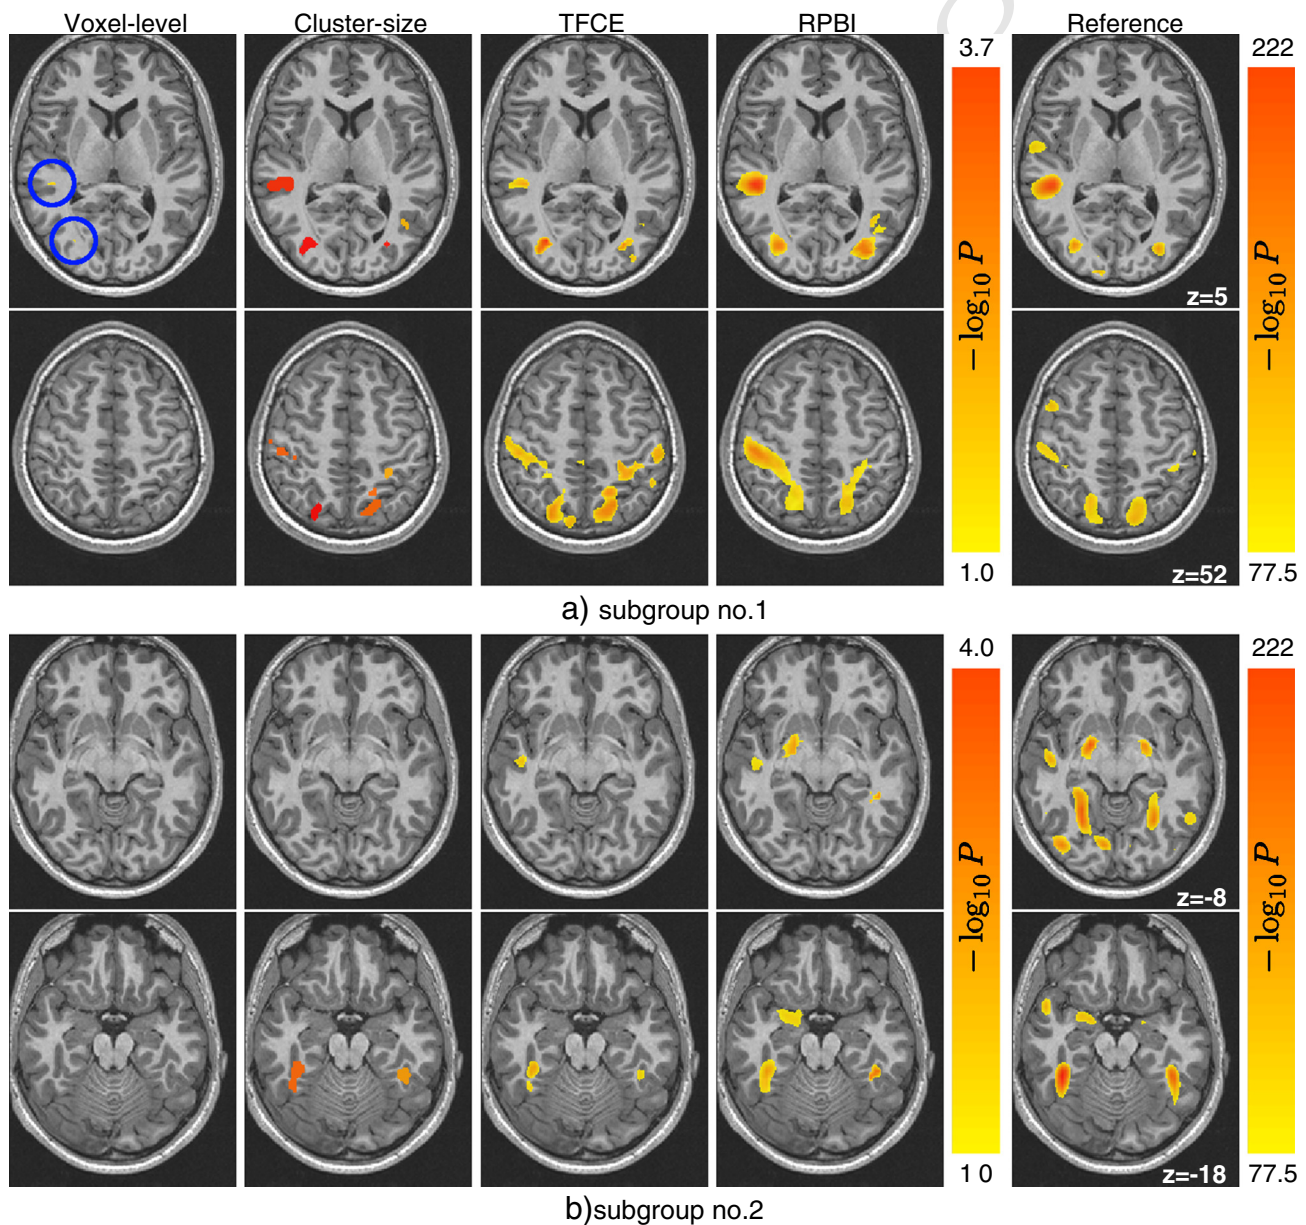 Voxel-level Cluster-size TFCE RPBI Reference
3.7 222
− log₁₀ P − log₁₀ P
z=5
1.0 77.5
z=52
a) subgroup no.1
4.0 222
− log₁₀ P − log₁₀ P
z=-8
1 0 77.5
z=-18
b)subgroup no.2